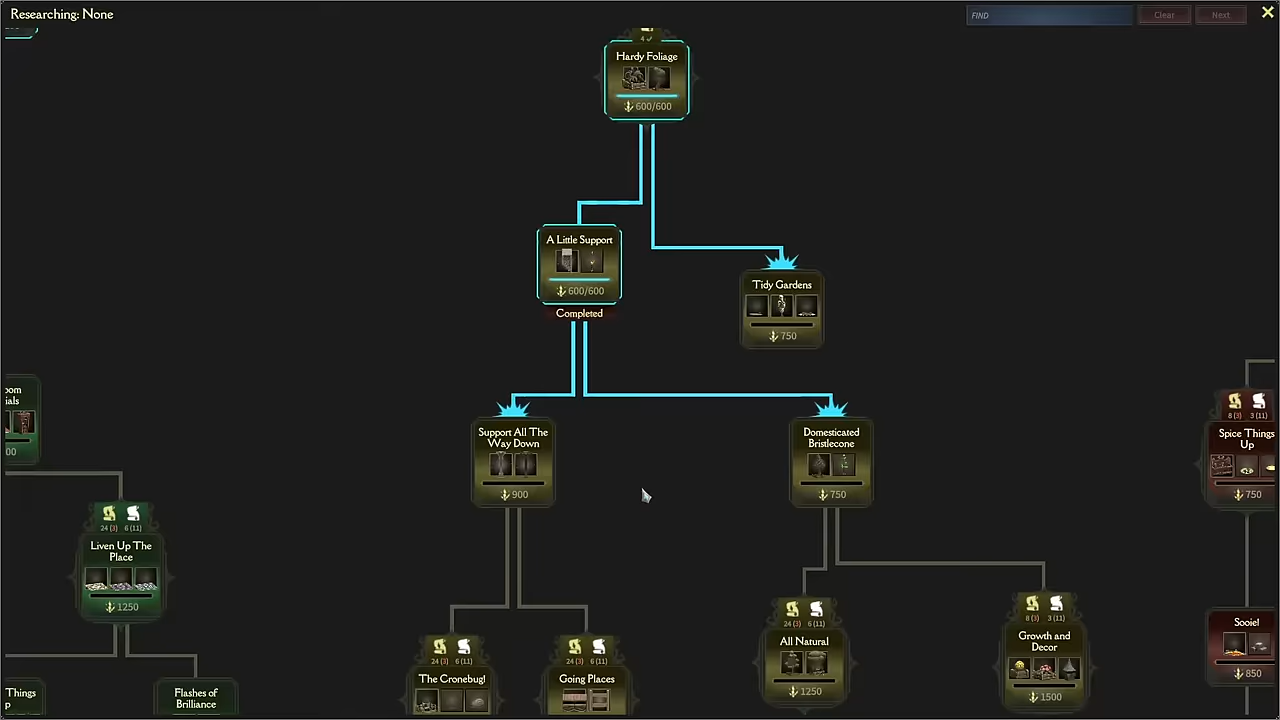 Researching: None
FIND
Clear
Next
4
Hardy Foliage
600/600
A Little Support
600/600
Completed
Tidy Gardens
750
Support All The
Way Down
900
Domesticated
Bristlecone
750
8 (3) 3 (11)
Spice Things
Up
750
24 (3) 6 (11)
Liven Up The
Place
1250
24 (3) 6 (11)
The Cronebug!
24 (3) 6 (11)
Going Places
24 (3) 6 (11)
All Natural
1250
8 (3) 3 (11)
Growth and
Decor
1500
Sooie!
850
Things
Flashes of
Brilliance